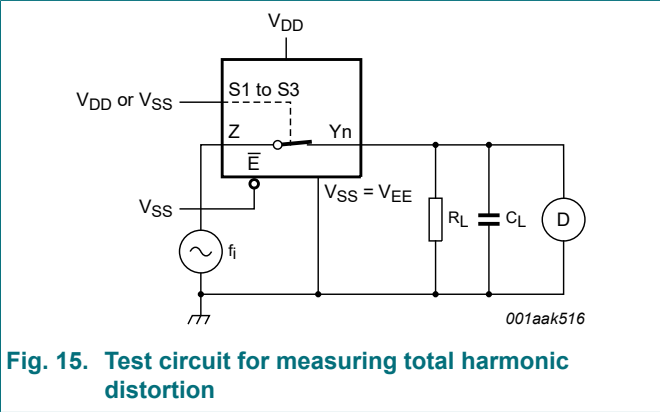 VDD
S1 to S3
VDD or VSS
Z
Yn
E̅
VSS = VEE
VSS
RL
CL
D
fi
001aak516
Fig. 15. Test circuit for measuring total harmonic
distortion